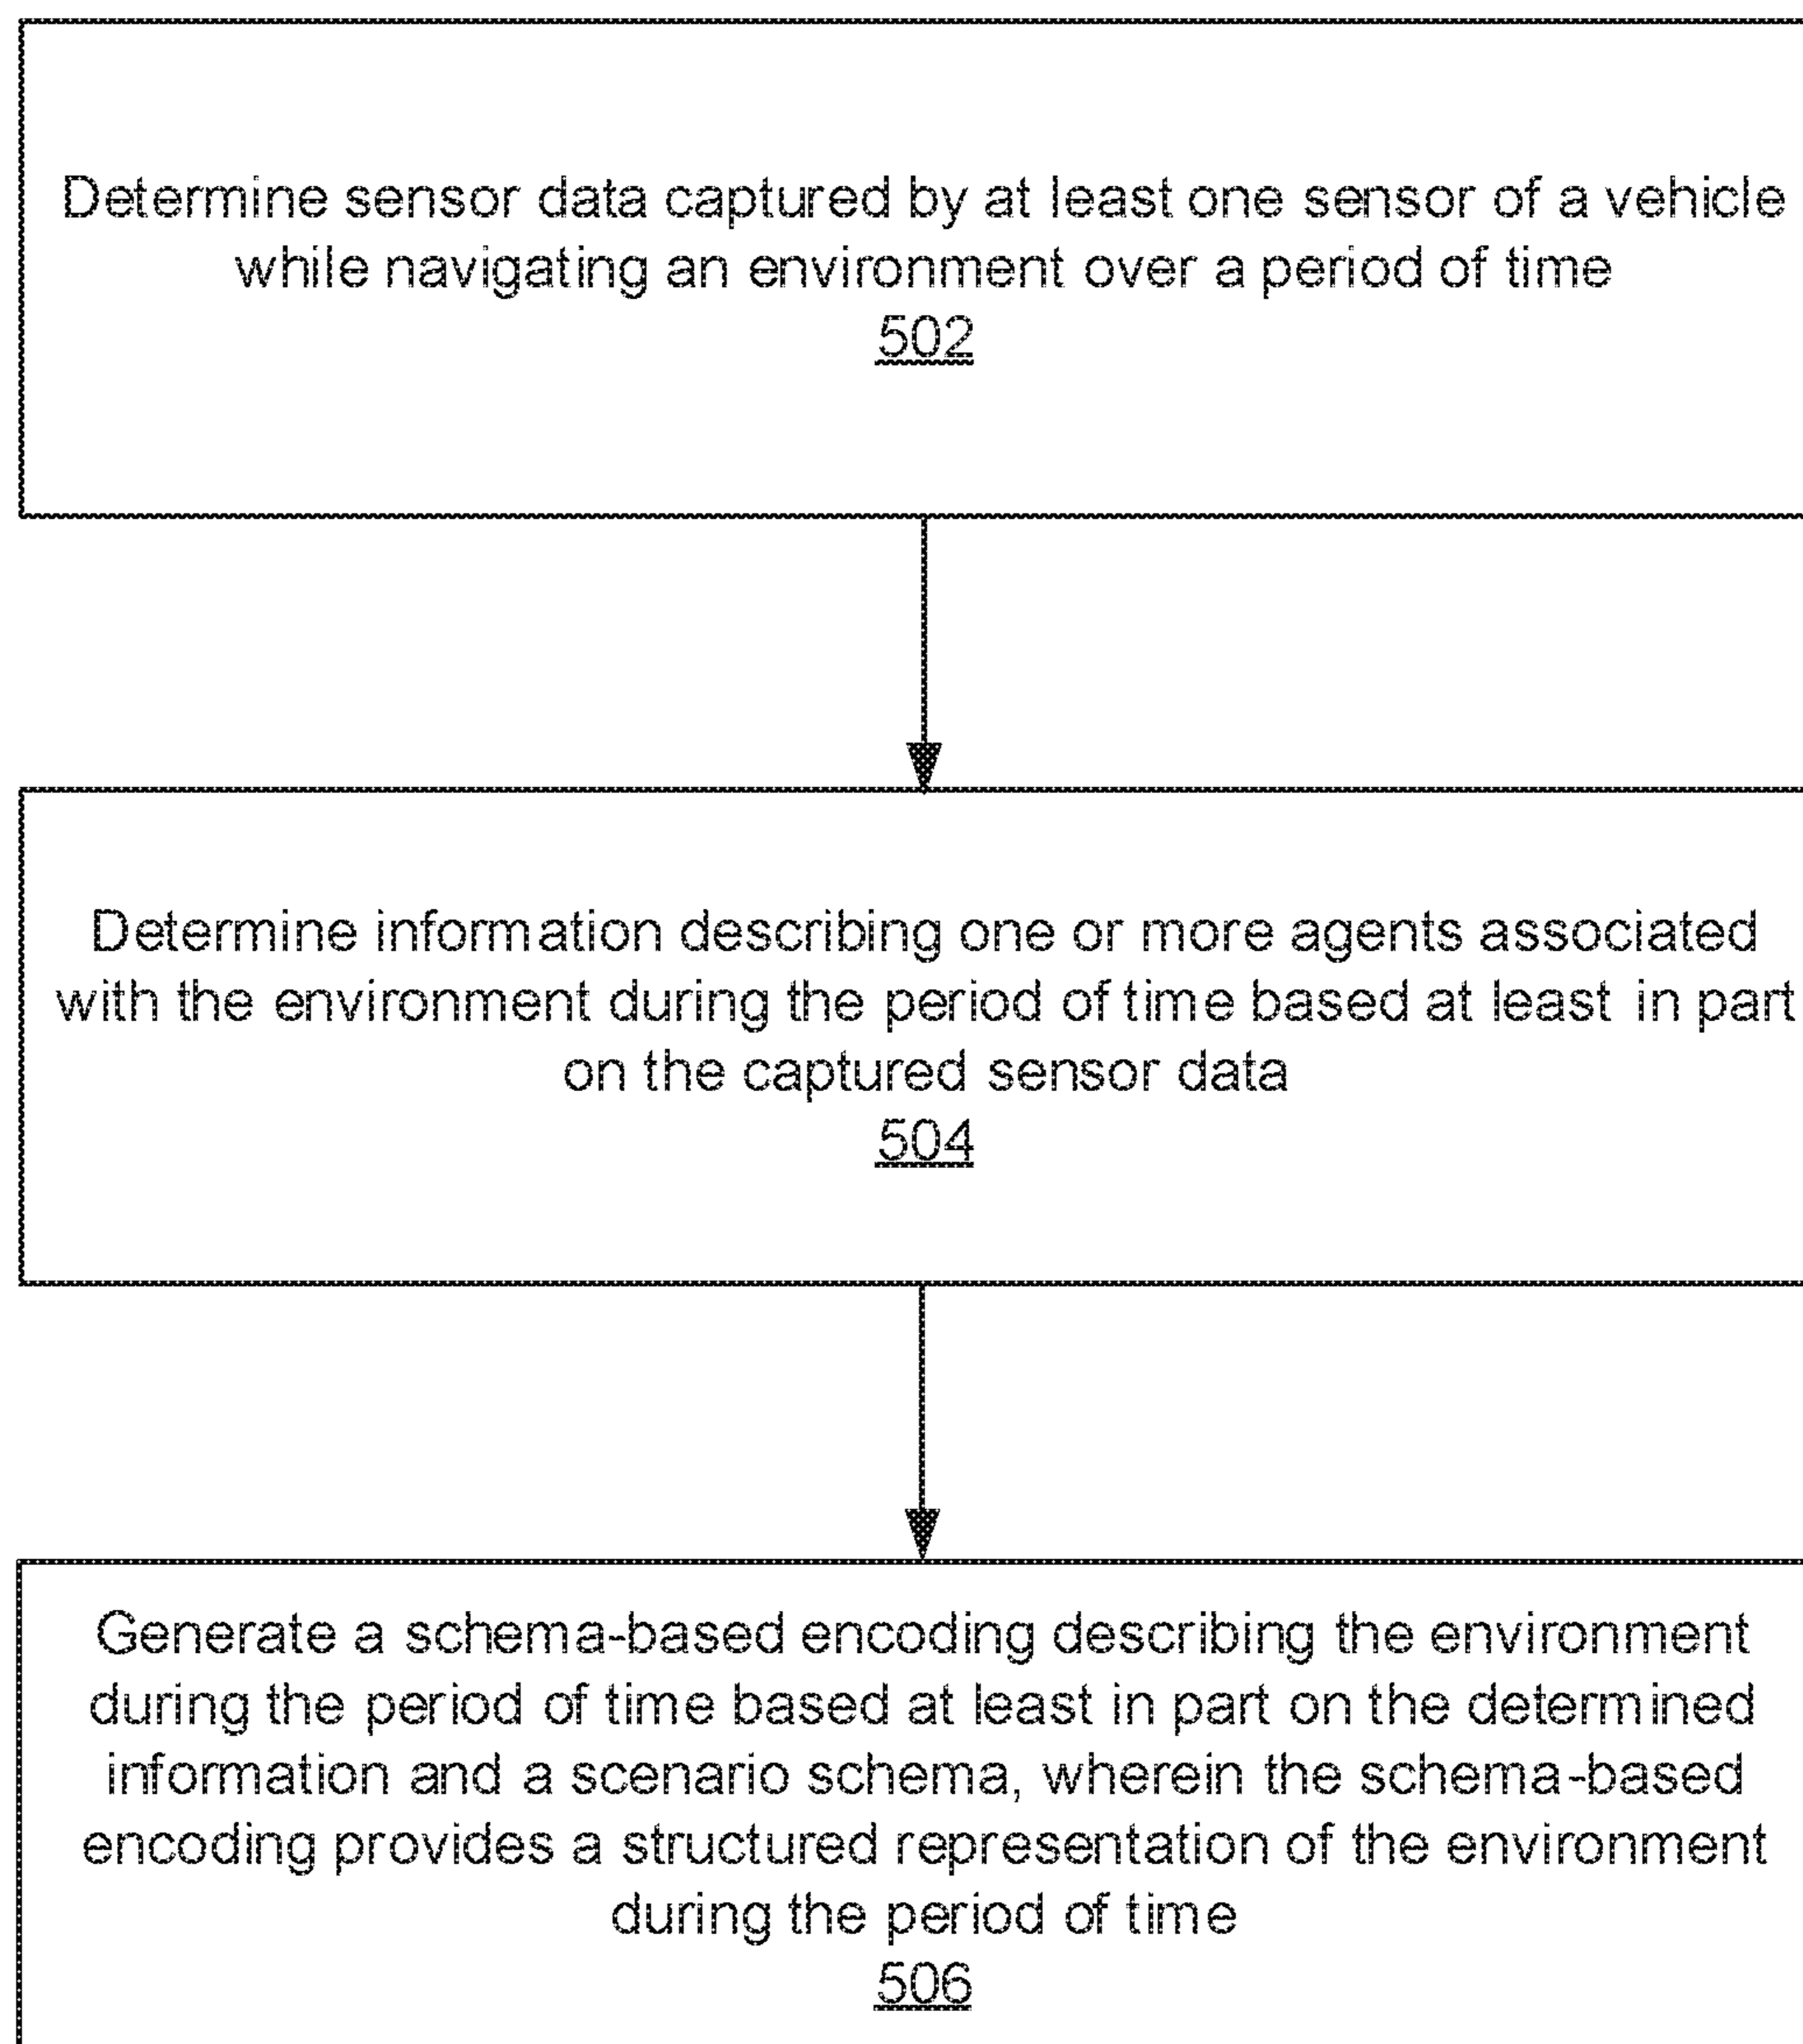 Determine sensor data captured by at least one sensor of a vehicle
while navigating an environment over a period of time
502
Determine information describing one or more agents associated
with the environment during the period of time based at least in part
on the captured sensor data
504
Generate a schema-based encoding describing the environment
during the period of time based at least in part on the determined
information and a scenario schema, wherein the schema-based
encoding provides a structured representation of the environment
during the period of time
506